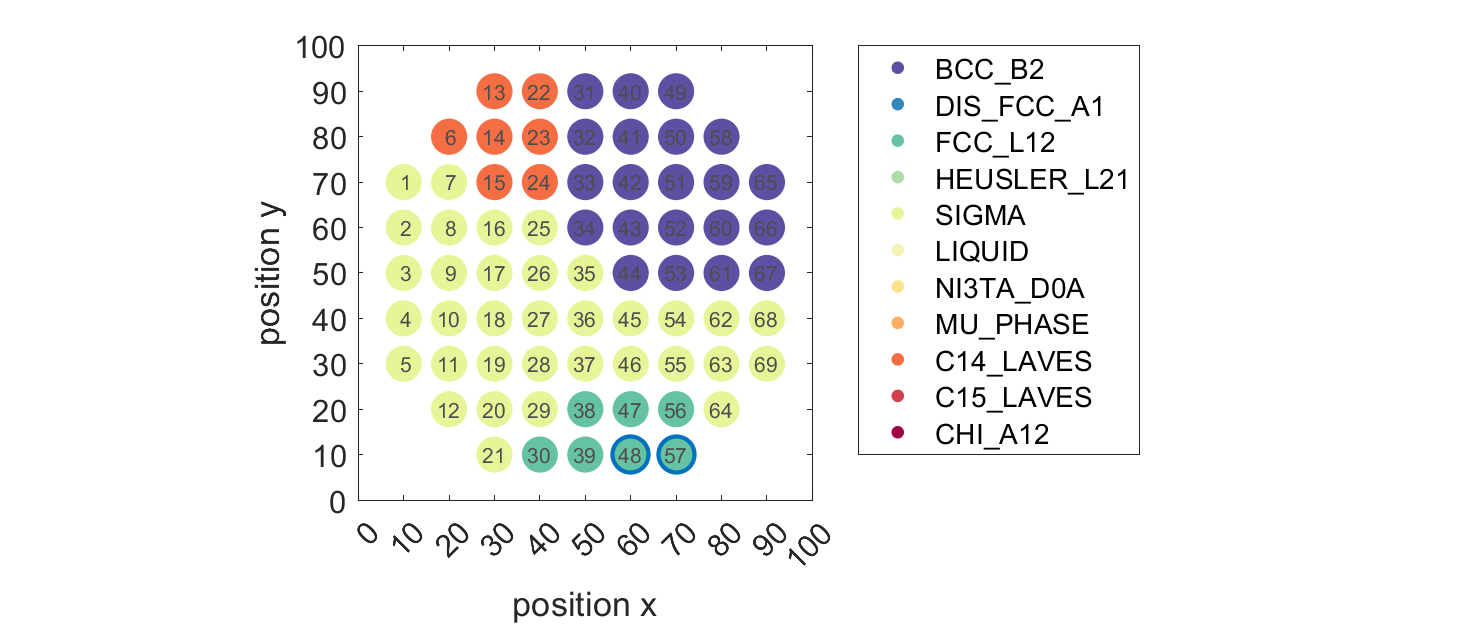 100
90
80
70
60
50
40
30
20
10
0
position y
13 22 31 40 49
6 14 23 32 41 50 58
1 7 15 24 33 42 51 59 65
2 8 16 25 34 43 52 60 66
3 9 17 26 35 44 53 61 67
4 10 18 27 36 45 54 62 68
5 11 19 28 37 46 55 63 69
12 20 29 38 47 56 64
21 30 39 48 57
0 10 20 30 40 50 60 70 80 90 100
position x
BCC_B2
DIS_FCC_A1
FCC_L12
HEUSLER_L21
SIGMA
LIQUID
NI3TA_D0A
MU_PHASE
C14_LAVES
C15_LAVES
CHI_A12